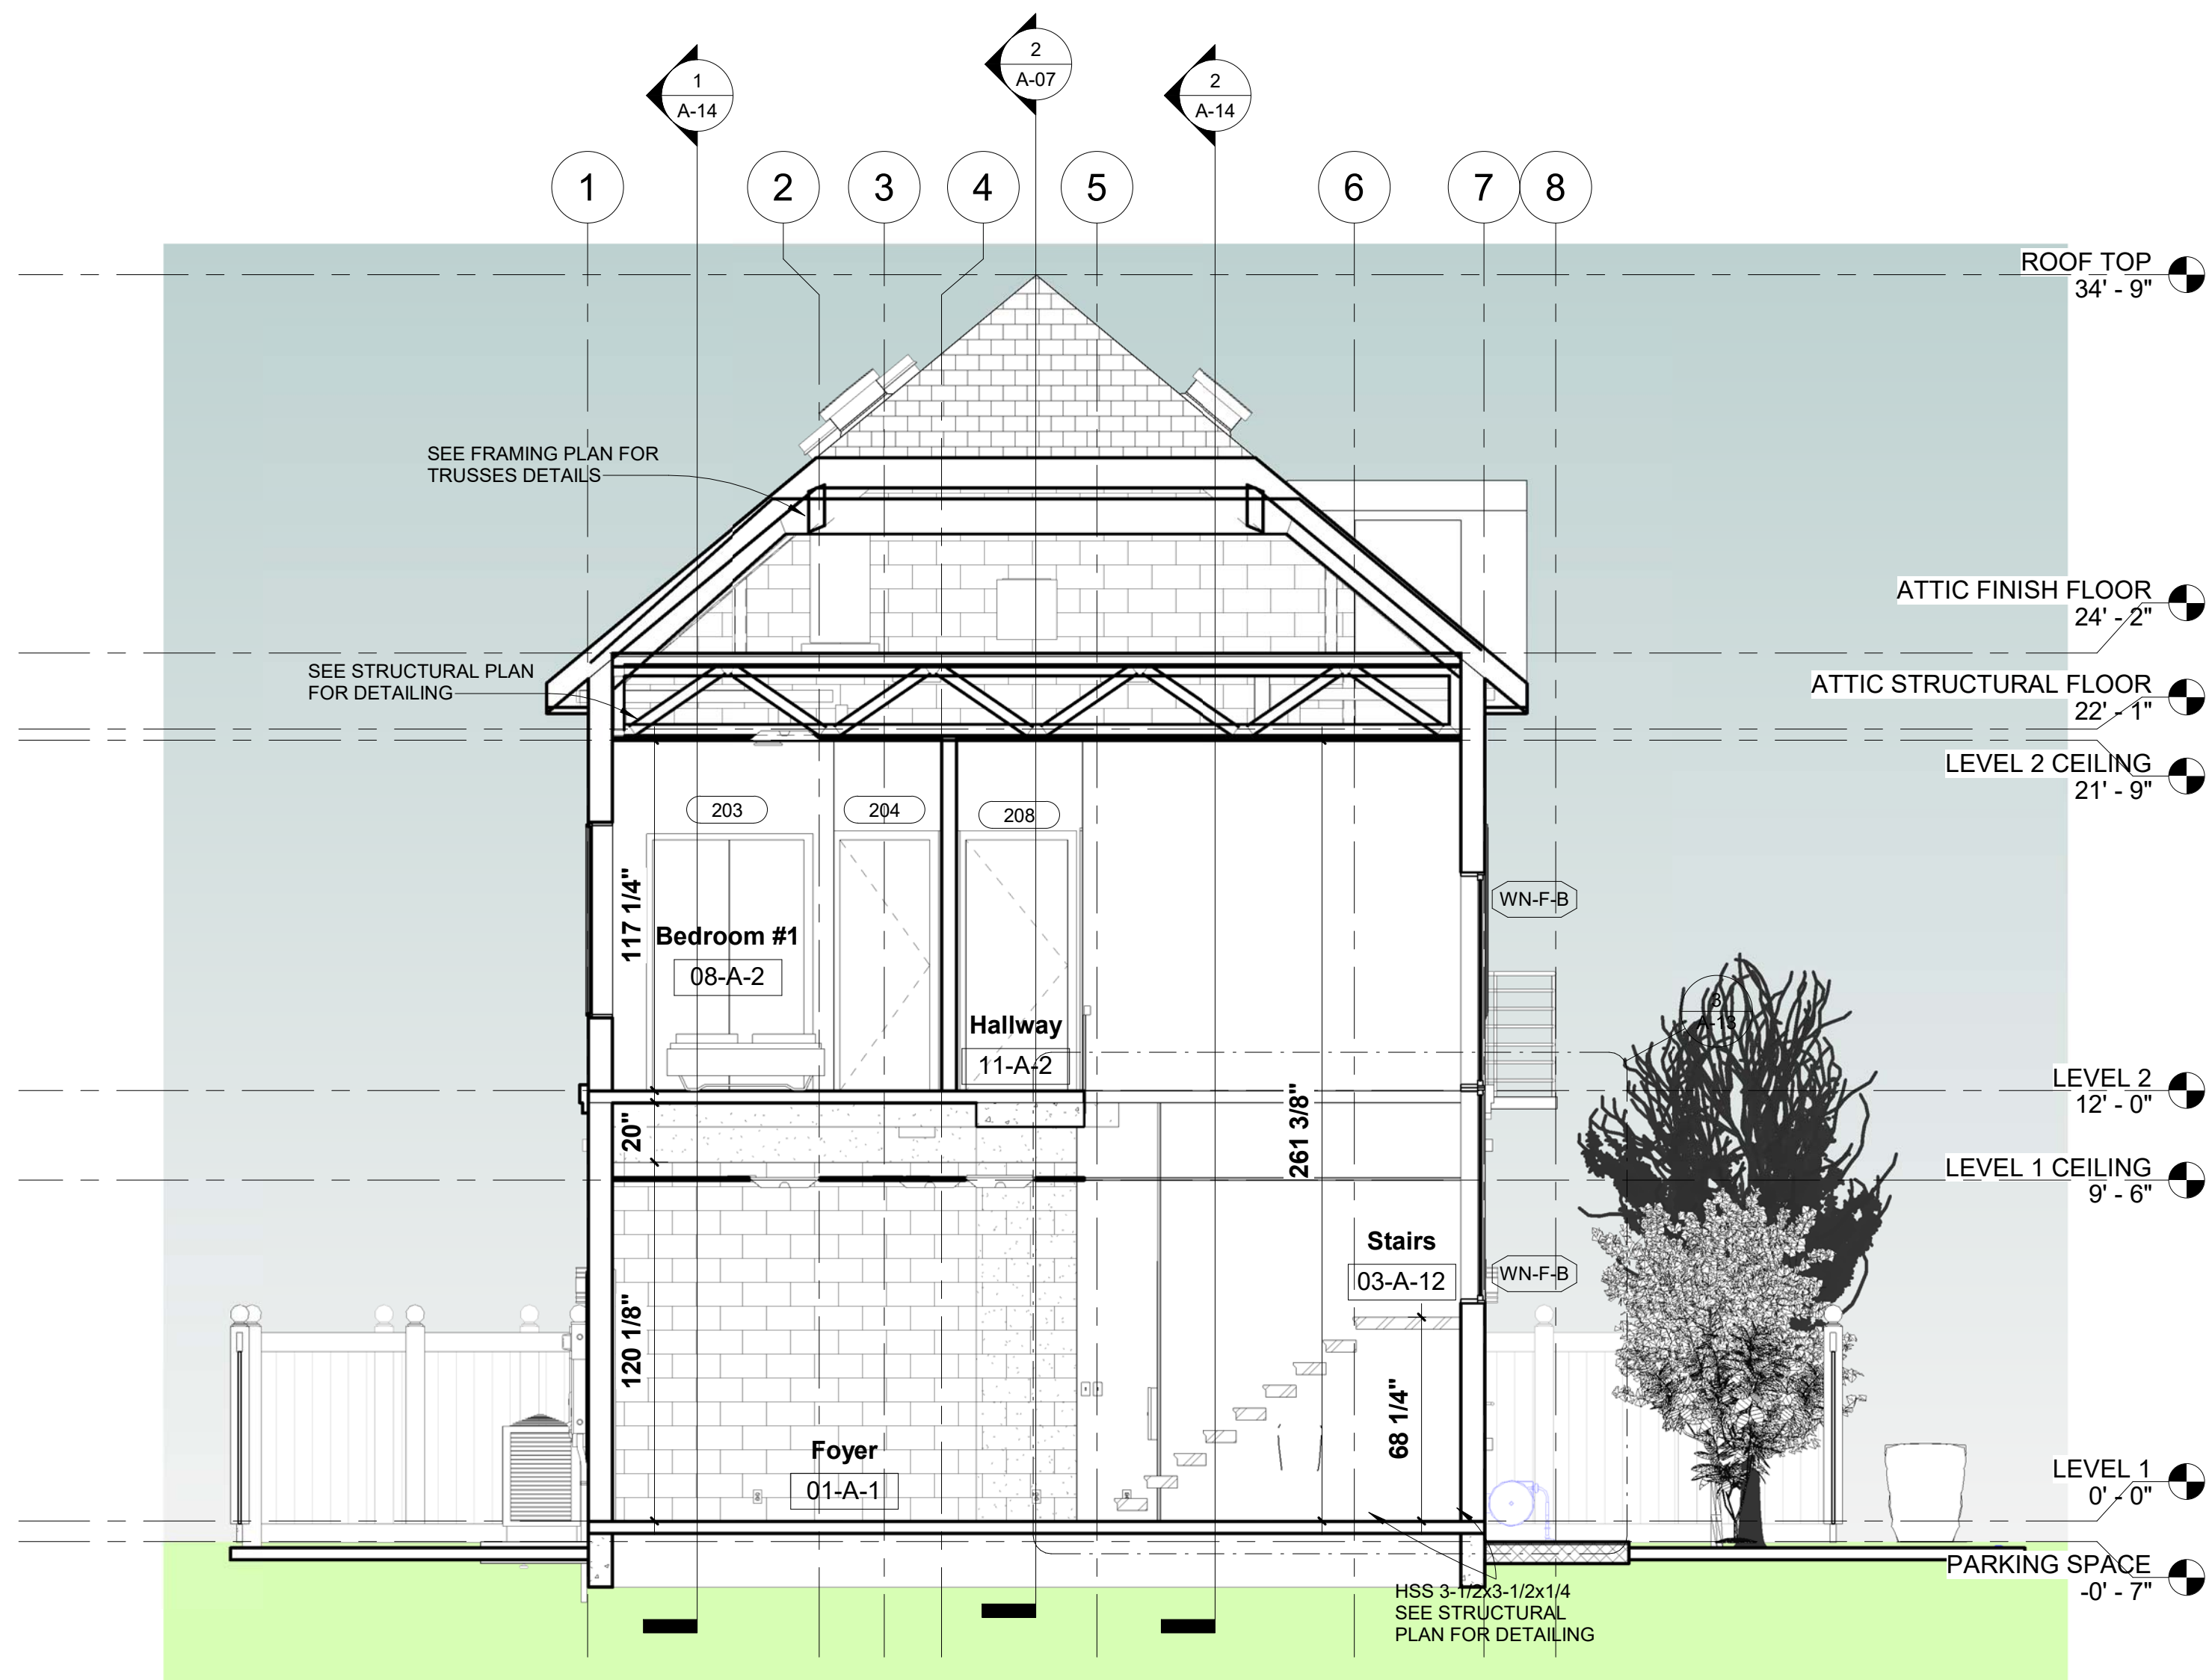 1
A-14
2
A-07
2
A-14
1
2
3
4
5
6
7
8
ROOF TOP
34' - 9"
SEE FRAMING PLAN FOR
TRUSSES DETAILS
ATTIC FINISH FLOOR
24' - 2"
SEE STRUCTURAL PLAN
FOR DETAILING
ATTIC STRUCTURAL FLOOR
22' - 1"
LEVEL 2 CEILING
21' - 9"
203
204
208
117 1/4"
WN-F-B
Bedroom #1
08-A-2
Hallway
11-A-2
3
A-13
LEVEL 2
12' - 0"
20"
261 3/8"
LEVEL 1 CEILING
9' - 6"
Stairs
03-A-12
WN-F-B
120 1/8"
68 1/4"
Foyer
01-A-1
LEVEL 1
0' - 0"
PARKING SPACE
-0' - 7"
HSS 3-1/2x3-1/2x1/4
SEE STRUCTURAL
PLAN FOR DETAILING